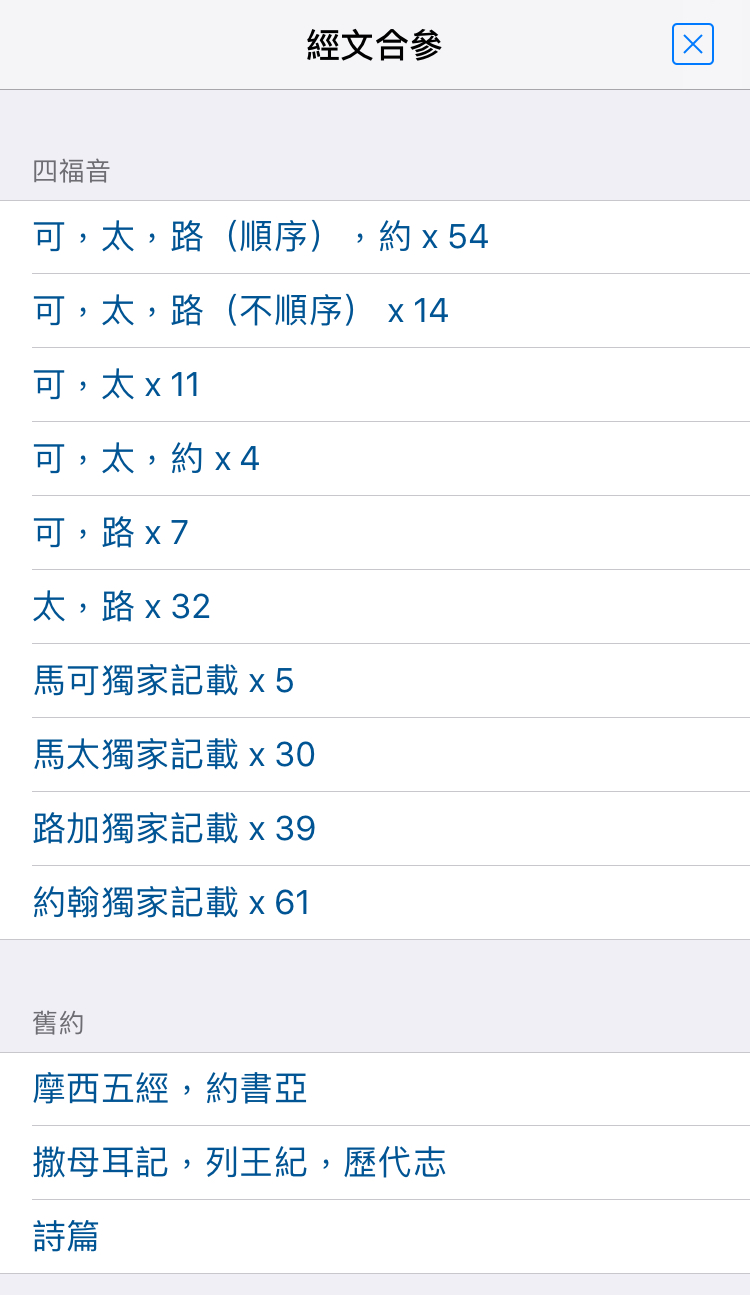 經文合參
四福音
可，太，路（順序），約 x 54
可，太，路（不順序） x 14
可，太 x 11
可，太，約 x 4
可，路 x 7
太，路 x 32
馬可獨家記載 x 5
馬太獨家記載 x 30
路加獨家記載 x 39
約翰獨家記載 x 61
舊約
摩西五經，約書亞
撒母耳記，列王紀，歷代志
詩篇